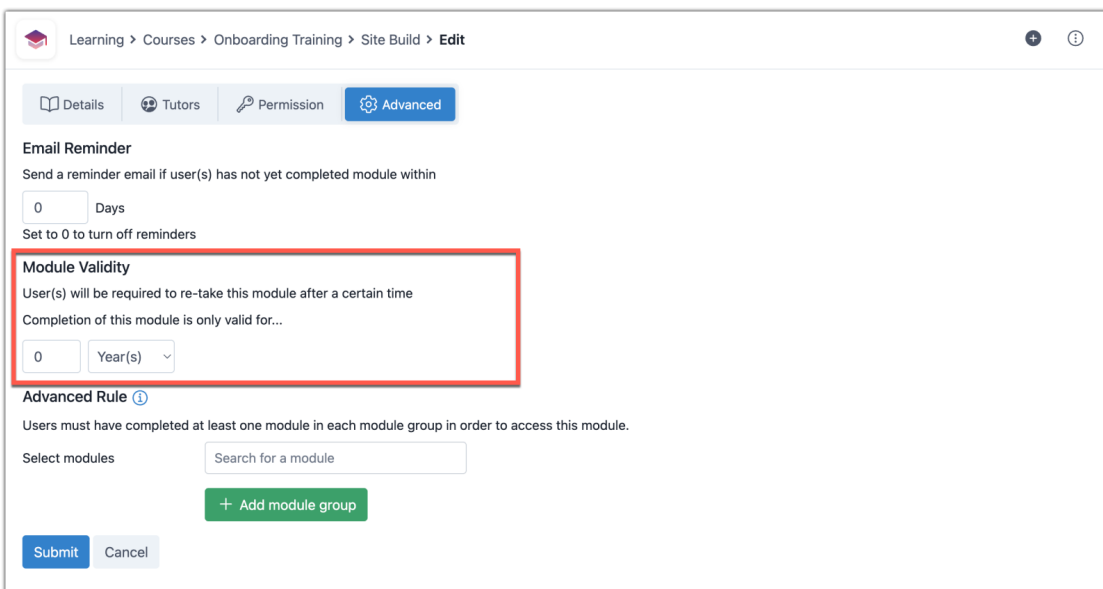 Learning > Courses > Onboarding Training > Site Build > Edit
Details Tutors Permission Advanced
Email Reminder
Send a reminder email if user(s) has not yet completed module within
0 Days
Set to 0 to turn off reminders
Module Validity
User(s) will be required to re-take this module after a certain time
Completion of this module is only valid for...
0 Year(s)
Advanced Rule
Users must have completed at least one module in each module group in order to access this module.
Select modules Search for a module
+ Add module group
Submit Cancel